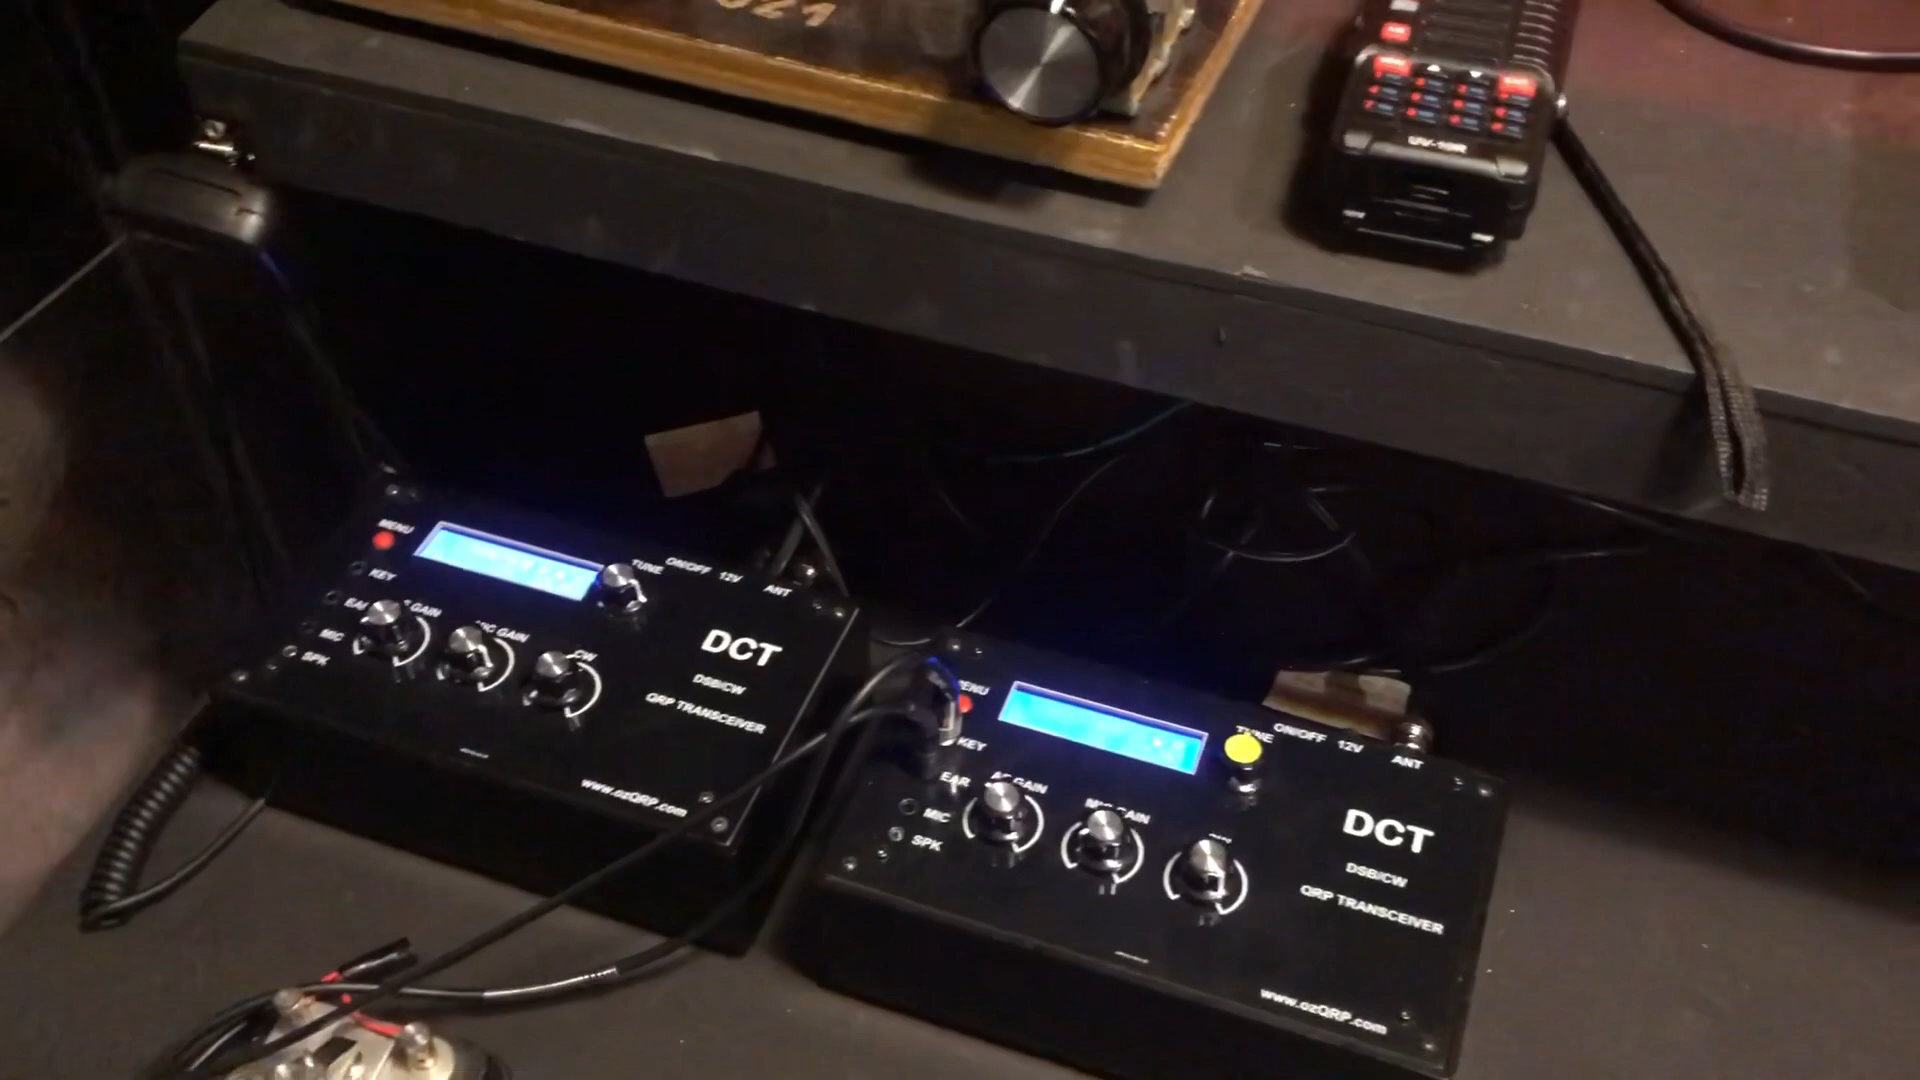 UV-10R
MENU
KEY
MIC
SPK
GAIN
MIC GAIN
CW
TUNE
ON/OFF 12V
ANT
DCT
DSB/CW
QRP TRANSCEIVER
www.ozQRP.com
MENU
KEY
EAR
MIC
SPK
AF GAIN
MIC GAIN
TUNE
ON/OFF 12V
ANT
DCT
DSB/CW
QRP TRANSCEIVER
www.ozQRP.com